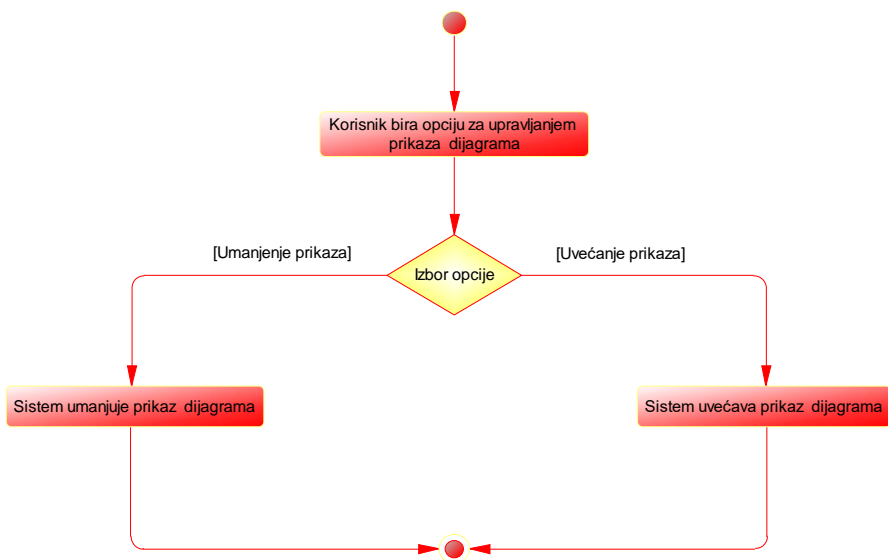 Korisnik bira opciju za upravljanjem
prikaza dijagrama
[Umanjenje prikaza]
[Uvećanje prikaza]
Izbor opcije
Sistem umanjuje prikaz dijagrama
Sistem uvećava prikaz dijagrama